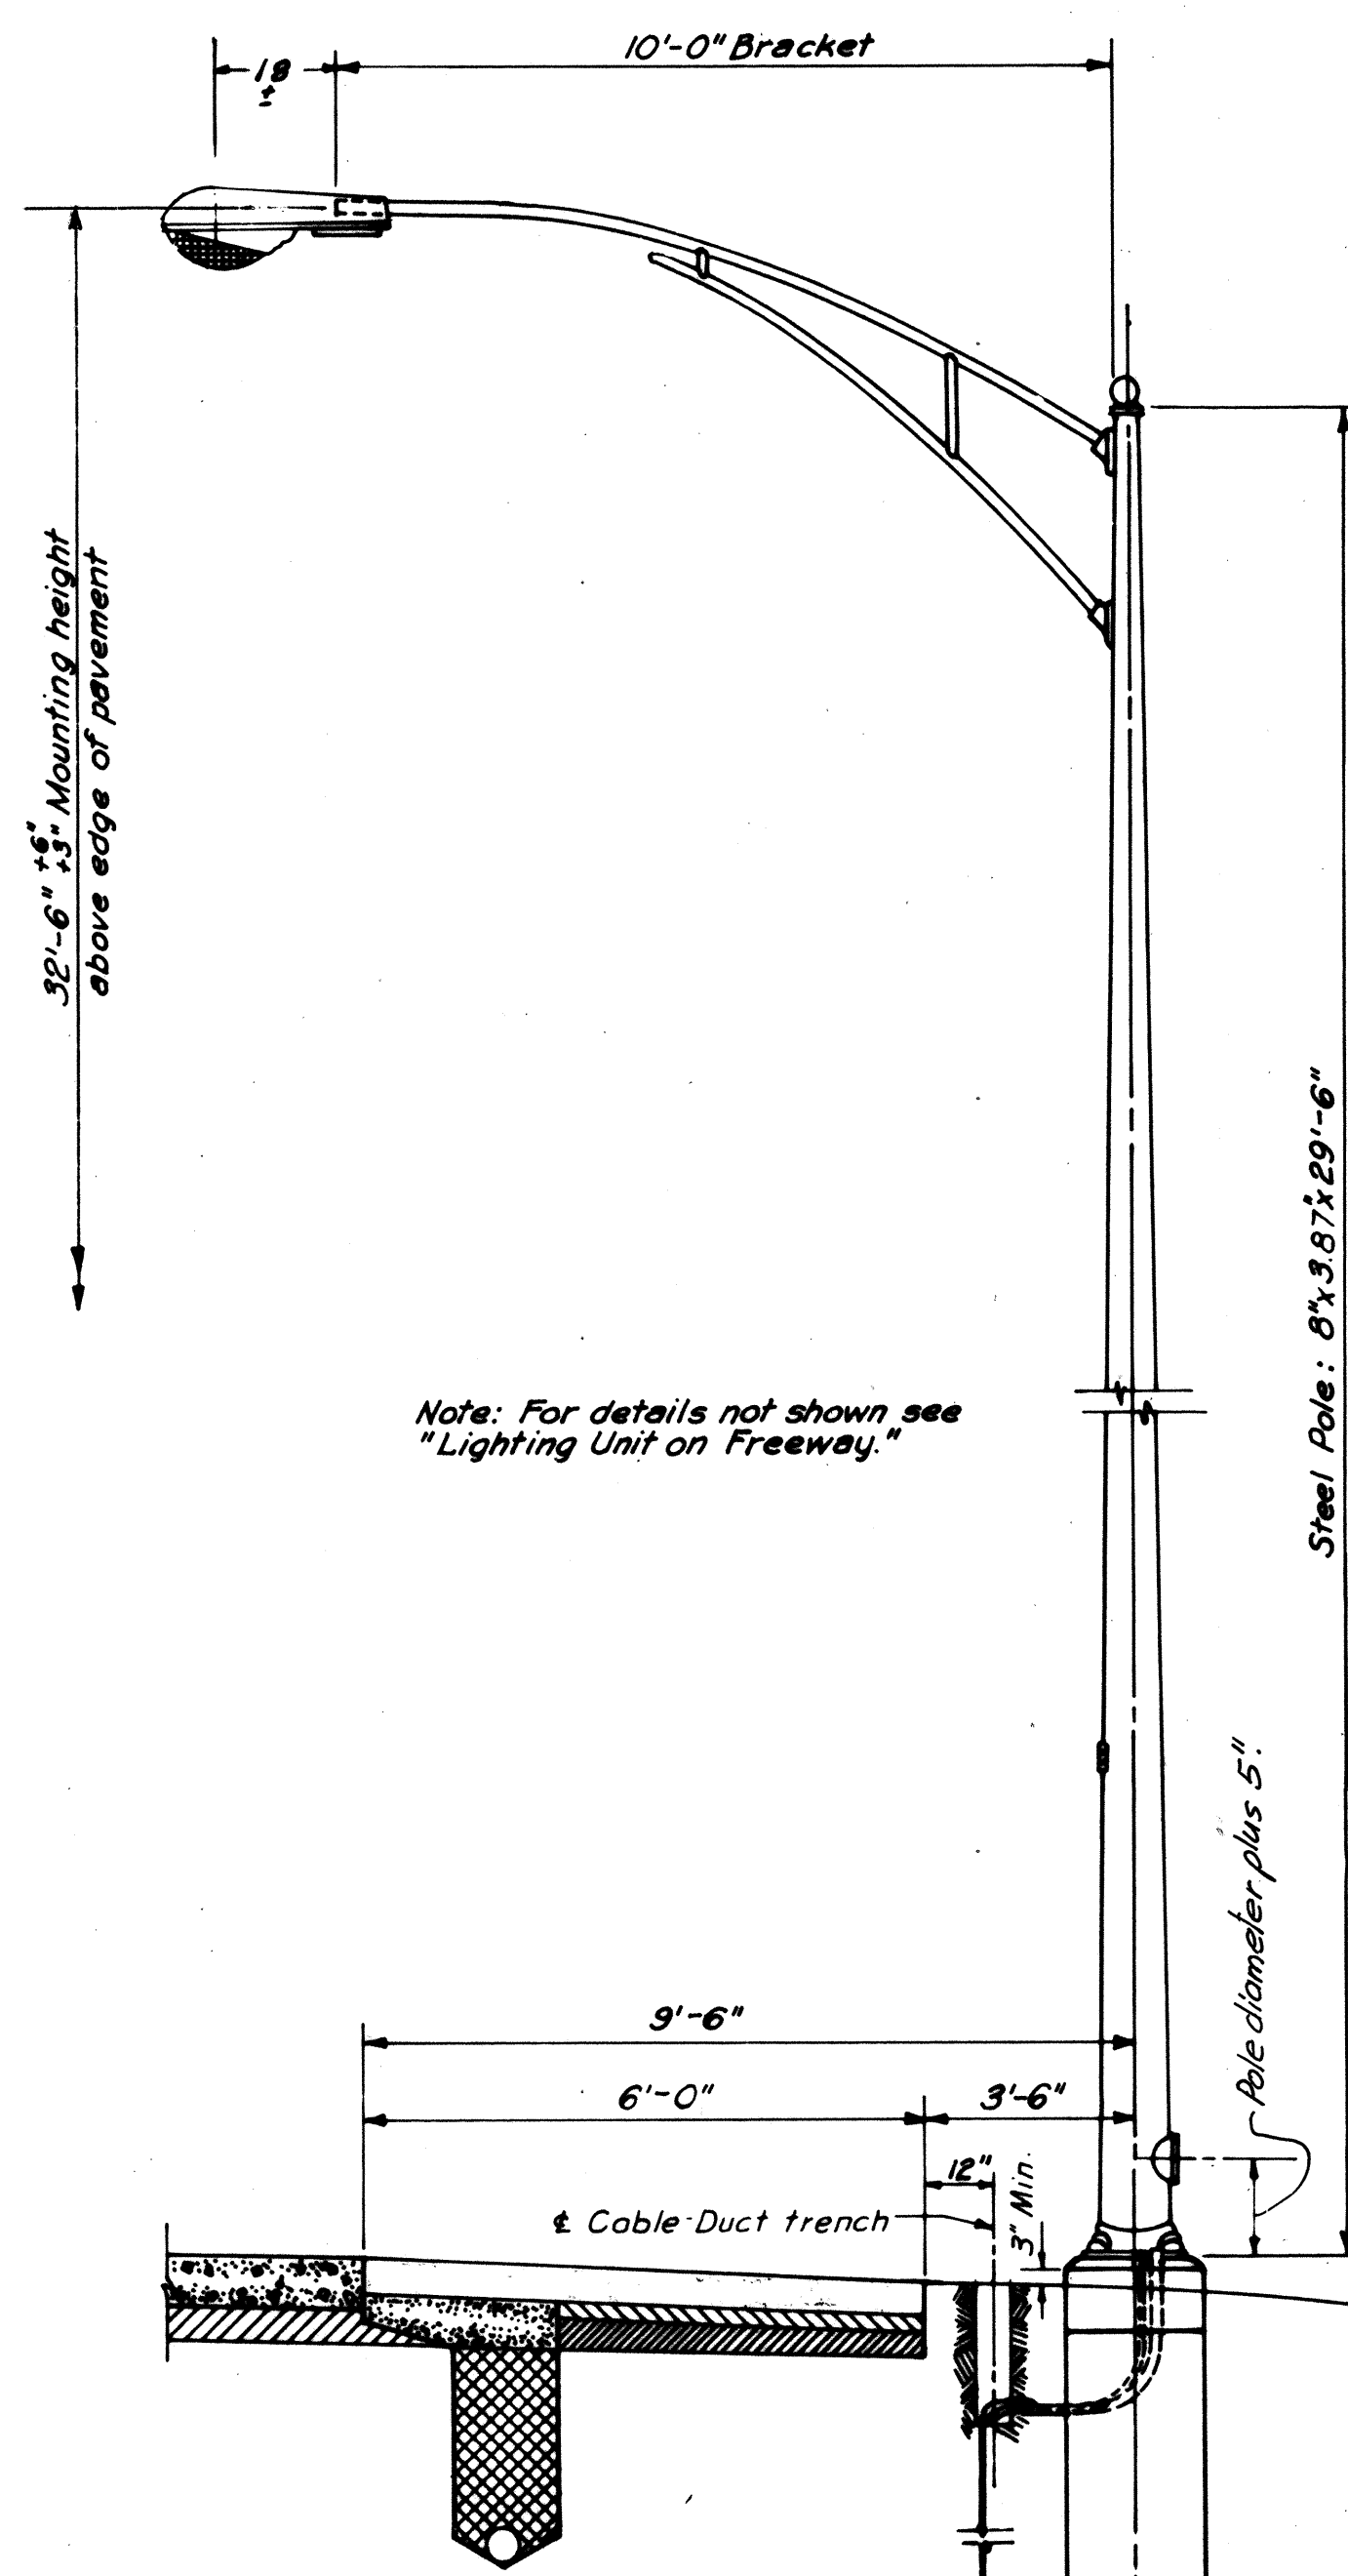 10'-0" Bracket
18
±
32'-6" +6" +3" Mounting height
above edge of pavement
Note: For details not shown see
"Lighting Unit on Freeway."
Steel Pole: 8"x3.87"x29'-6"
Pole diameter plus 5".
9'-6"
6'-0"
3'-6"
12"
3" Min.
℄ Cable-Duct trench